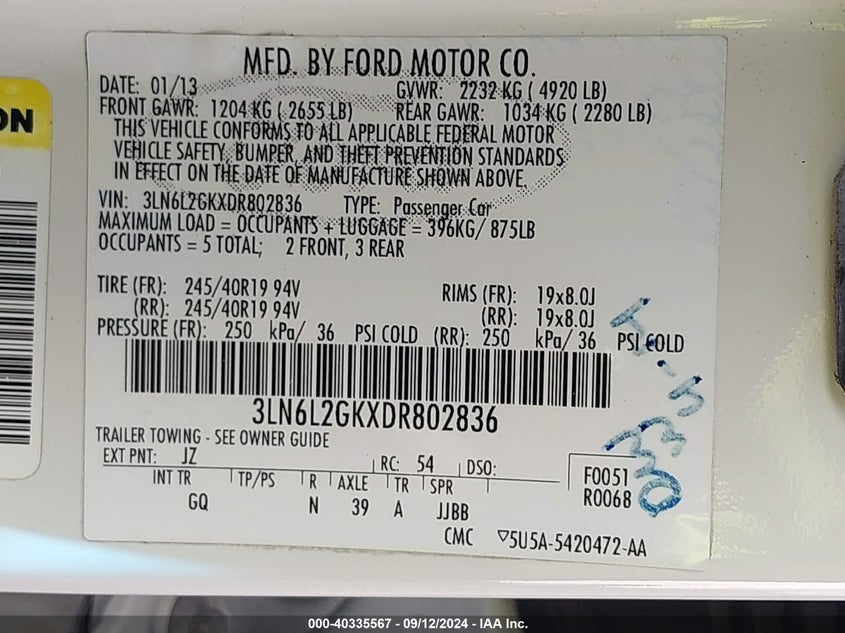 ON
MFD. BY FORD MOTOR CO.
DATE: 01/13 GVWR: 2232 KG ( 4920 LB)
FRONT GAWR: 1204 KG ( 2655 LB) REAR GAWR: 1034 KG ( 2280 LB)
THIS VEHICLE CONFORMS TO ALL APPLICABLE FEDERAL MOTOR
VEHICLE SAFETY, BUMPER, AND THEFT PREVENTION STANDARDS
IN EFFECT ON THE DATE OF MANUFACTURE SHOWN ABOVE.
VIN: 3LN6L2GKXDR802836 TYPE: Passenger Car
MAXIMUM LOAD = OCCUPANTS + LUGGAGE = 396KG/ 875LB
OCCUPANTS = 5 TOTAL; 2 FRONT, 3 REAR
TIRE (FR): 245/40R19 94V RIMS (FR): 19x8.0J
(RR): 245/40R19 94V (RR): 19x8.0J
PRESSURE (FR): 250 kPa/ 36 PSI COLD (RR): 250 kPa/ 36 PSI COLD
3LN6L2GKXDR802836
TRAILER TOWING - SEE OWNER GUIDE
EXT PNT: JZ RC: 54 DSO: F0051
R0068
INT TR TP/PS R AXLE TR SPR
GQ N 39 A JJBB
CMC 5U5A-5420472-AA
000-40335567 - 09/12/2024 - IAA Inc.